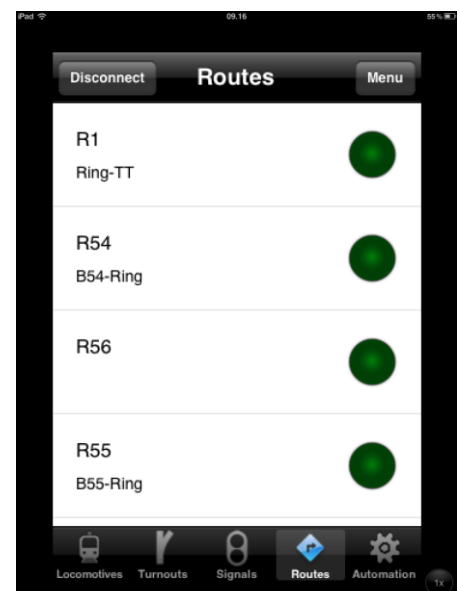 iPad 09.16 55 %
Disconnect Routes Menu
R1
Ring-TT
R54
B54-Ring
R56
R55
B55-Ring
Locomotives Turnouts Signals Routes Automation
1x